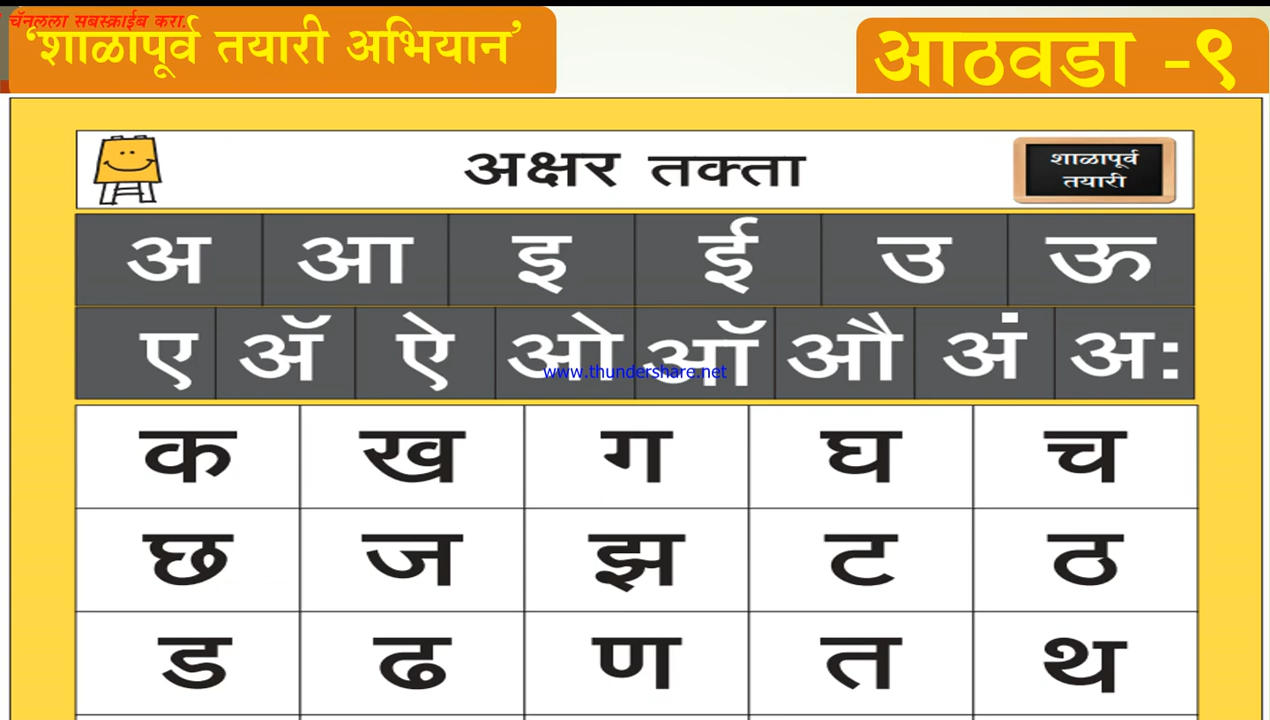 चॅनलला सबस्क्राईब करा.
‘शाळापूर्व तयारी अभियान’
आठवडा -९
अक्षर तक्ता
शाळापूर्व
तयारी
अ आ इ ई उ ऊ
ए ॲ ऐ ओ ऑ औ अं अः
www.thundershare.net
क ख ग घ च
छ ज झ ट ठ
ड ढ ण त थ